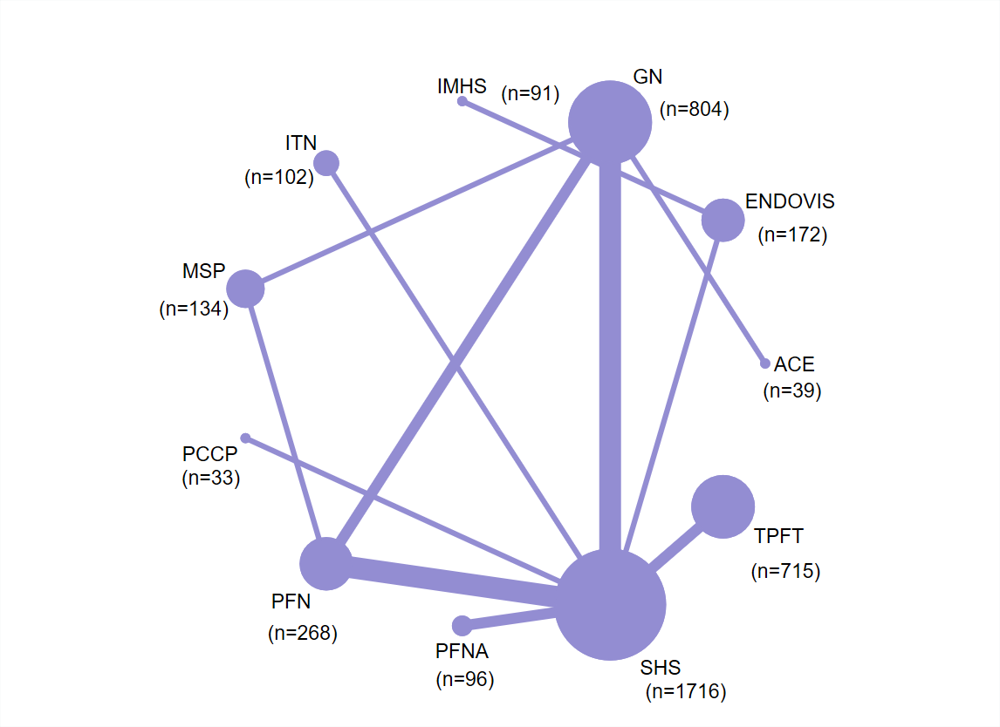 GN
IMHS (n=91)
(n=804)
ITN
(n=102)
ENDOVIS
(n=172)
MSP
(n=134)
ACE
(n=39)
PCCP
(n=33)
TPFT
(n=715)
PFN
(n=268)
PFNA
(n=96)
SHS
(n=1716)